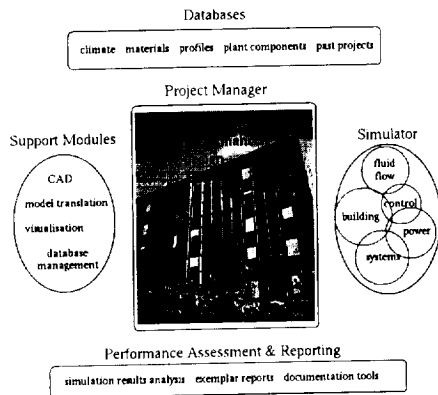 Databases
climate materials profiles plant components past projects
Project Manager
Support Modules
CAD
model translation
visualisation
database
management
Simulator
fluid
flow
control
building
power
systems
Performance Assessment & Reporting
simulation results analysis exemplar reports documentation tools